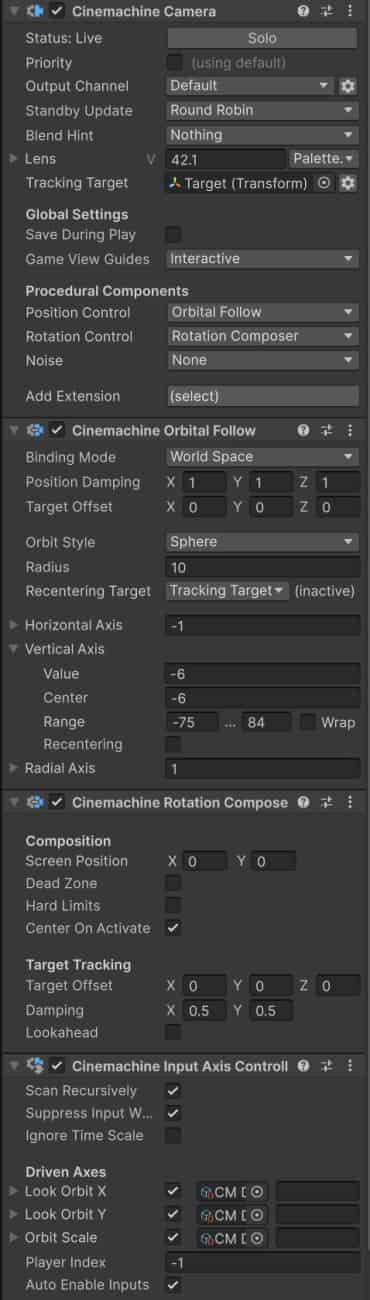 Cinemachine Camera
Status: Live Solo
Priority (using default)
Output Channel Default
Standby Update Round Robin
Blend Hint Nothing
Lens V 42.1 Palette.
Tracking Target Target (Transform)
Global Settings
Save During Play
Game View Guides Interactive
Procedural Components
Position Control Orbital Follow
Rotation Control Rotation Composer
Noise None
Add Extension (select)
Cinemachine Orbital Follow
Binding Mode World Space
Position Damping X 1 Y 1 Z 1
Target Offset X 0 Y 0 Z 0
Orbit Style Sphere
Radius 10
Recentering Target Tracking Target (inactive)
Horizontal Axis -1
Vertical Axis
Value -6
Center -6
Range -75 ... 84 Wrap
Recentering
Radial Axis 1
Cinemachine Rotation Compose
Composition
Screen Position X 0 Y 0
Dead Zone
Hard Limits
Center On Activate
Target Tracking
Target Offset X 0 Y 0 Z 0
Damping X 0.5 Y 0.5
Lookahead
Cinemachine Input Axis Controll
Scan Recursively
Suppress Input W...
Ignore Time Scale
Driven Axes
Look Orbit X CM
Look Orbit Y CM
Orbit Scale CM
Player Index -1
Auto Enable Inputs